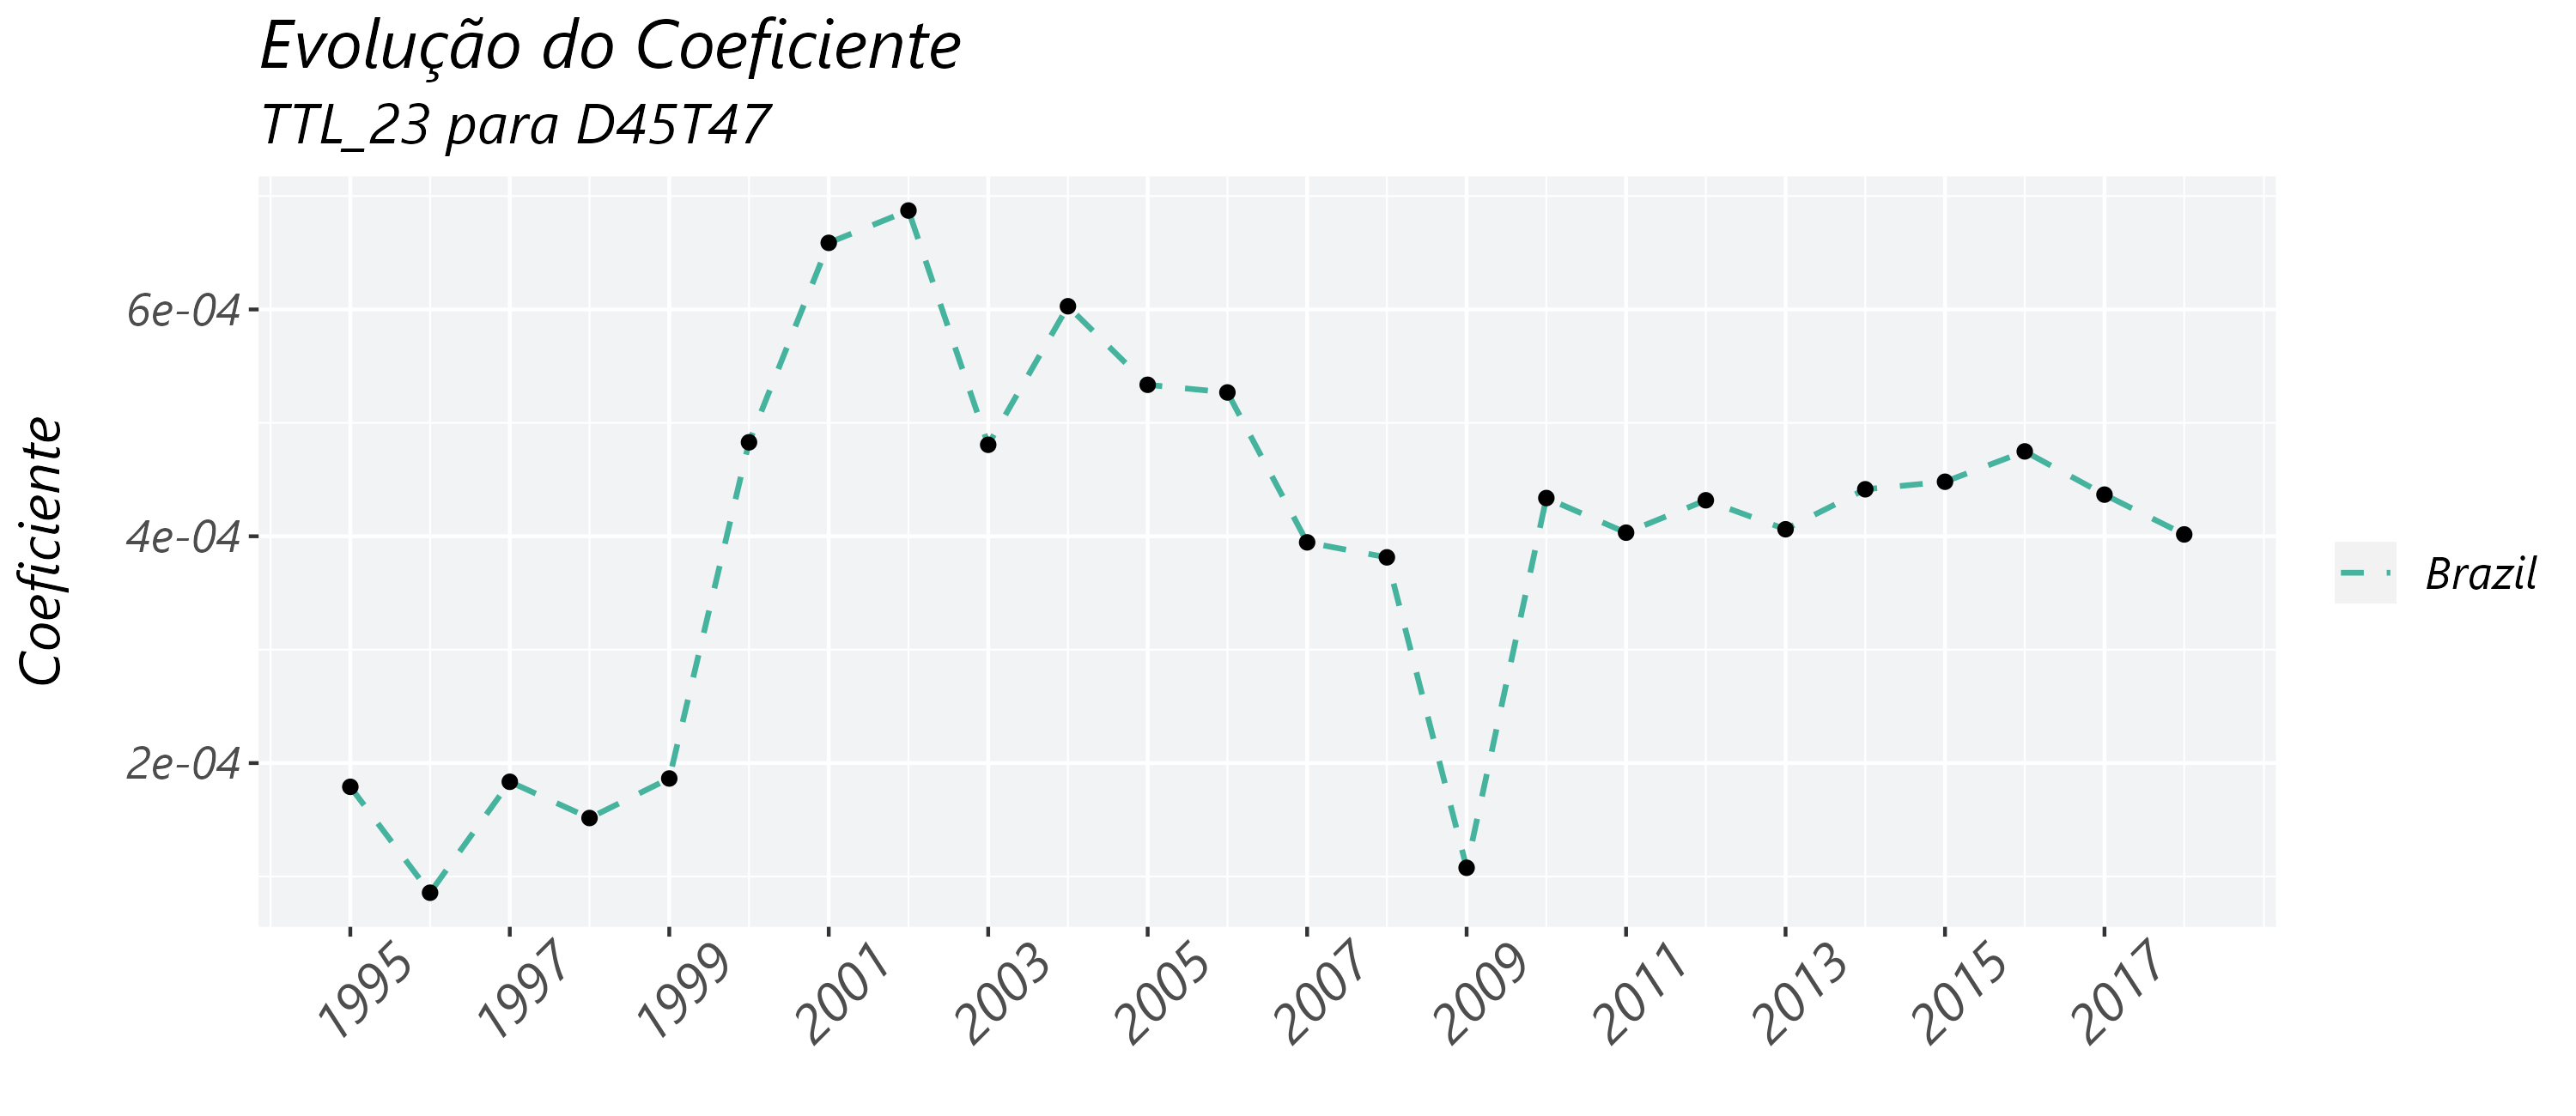 Evolução do Coeficiente
TTL_23 para D45T47
Coeficiente
6e-04
4e-04
2e-04
1995
1997
1999
2001
2003
2005
2007
2009
2011
2013
2015
2017
Brazil